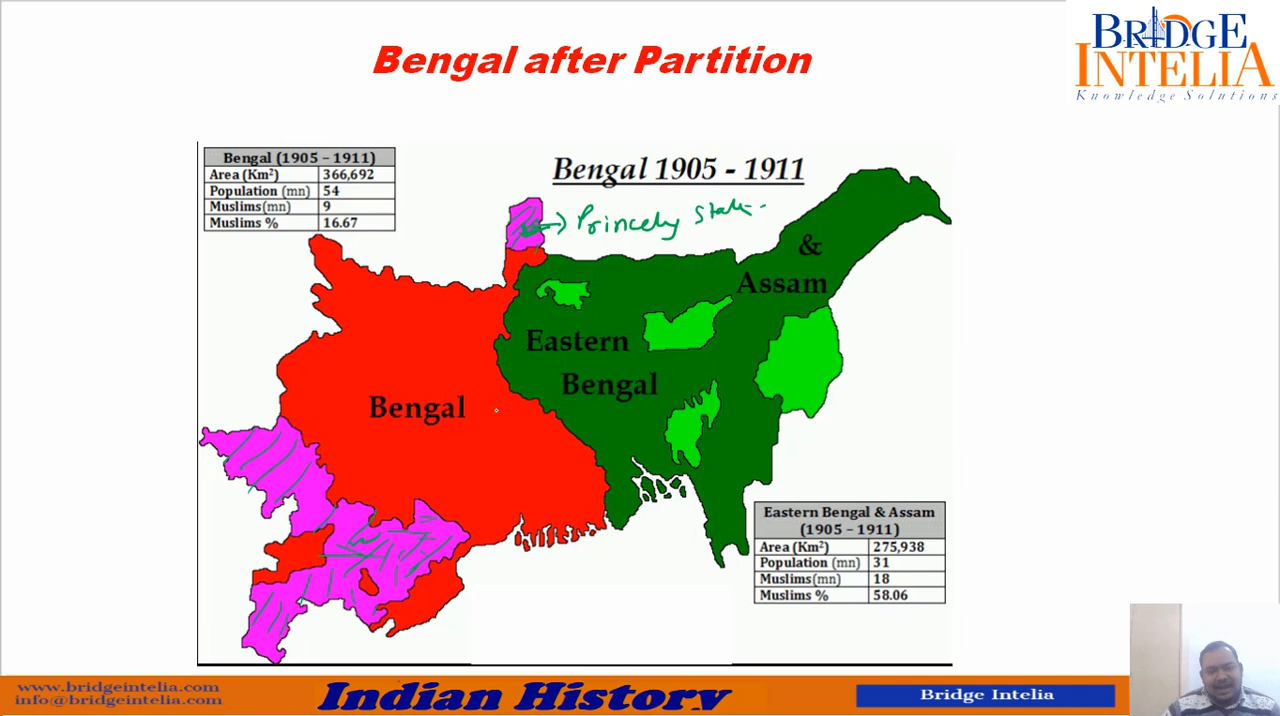 BRIDGE
INTELIA
Knowledge Solutions
Bengal after Partition
Bengal (1905 – 1911)
Area (Km²) 366,692
Population (mn) 54
Muslims(mn) 9
Muslims % 16.67
Bengal 1905 - 1911
Princely State
&
Assam
Eastern
Bengal
Bengal
Eastern Bengal & Assam
(1905 – 1911)
Area (Km²) 275,938
Population (mn) 31
Muslims(mn) 18
Muslims % 58.06
www.bridgeintelia.com
info@bridgeintelia.com
Indian History
Bridge Intelia